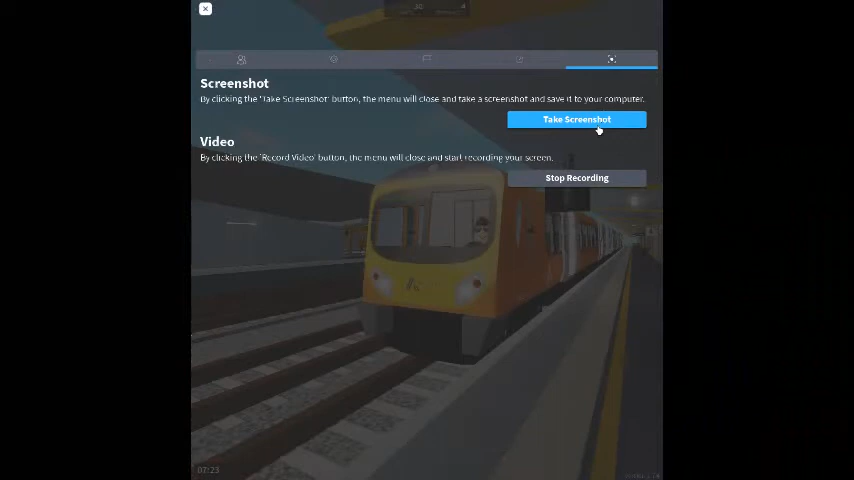 Screenshot
By clicking the 'Take Screenshot' button, the menu will close and take a screenshot and save it to your computer.
Take Screenshot
Video
By clicking the 'Record Video' button, the menu will close and start recording your screen.
Stop Recording
07:23